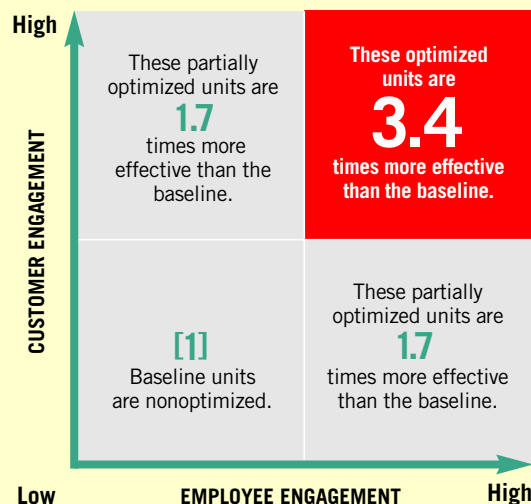 High
These partially
optimized units are
1.7
times more
effective than the
baseline.
These optimized
units are
3.4
times more effective
than the baseline.
CUSTOMER ENGAGEMENT
[1]
Baseline units
are nonoptimized.
These partially
optimized units are
1.7
times more effective
than the baseline.
Low
EMPLOYEE ENGAGEMENT
High